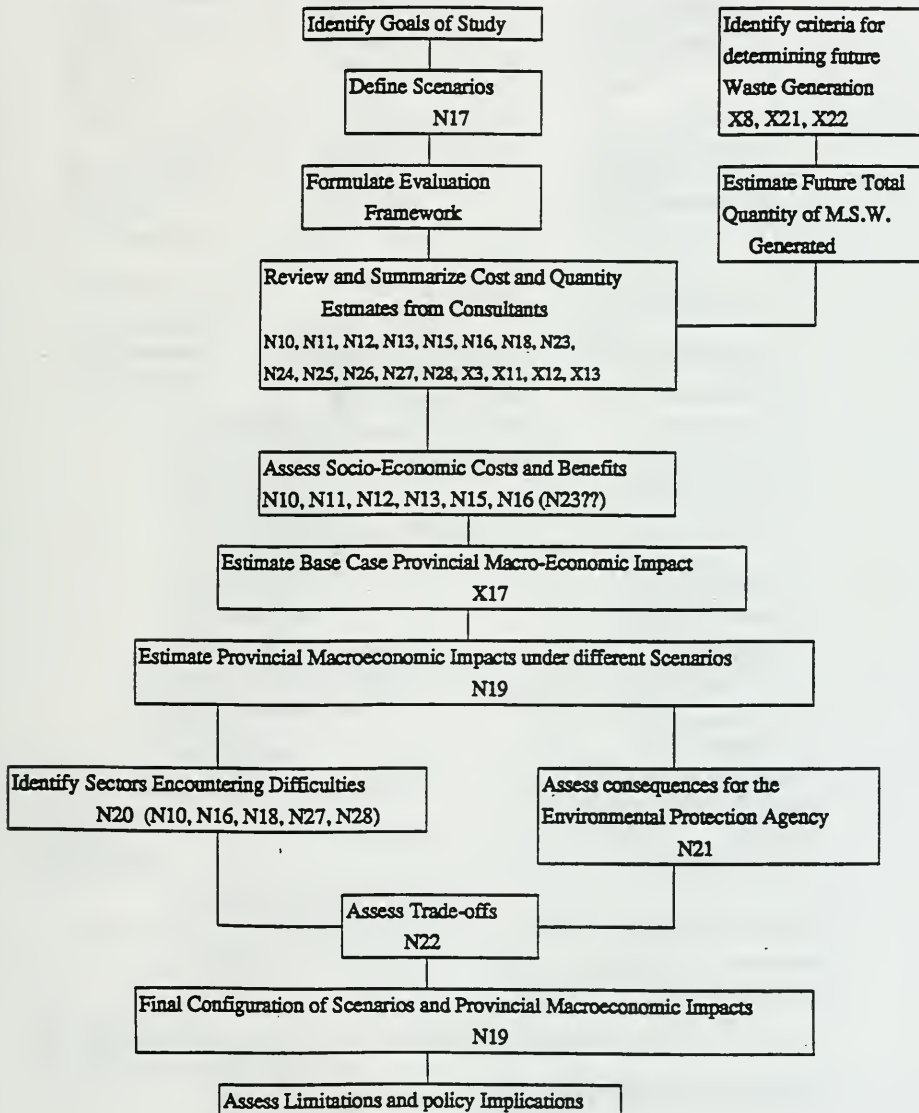 Identify Goals of Study
Identify criteria for
determining future
Waste Generation
X8, X21, X22
Define Scenarios
N17
Formulate Evaluation
Framework
Estimate Future Total
Quantity of M.S.W.
Generated
Review and Summarize Cost and Quantity
Estmates from Consultants
N10, N11, N12, N13, N15, N16, N18, N23,
N24, N25, N26, N27, N28, X3, X11, X12, X13
Assess Socio-Economic Costs and Benefits
N10, N11, N12, N13, N15, N16 (N23??)
Estimate Base Case Provincial Macro-Economic Impact
X17
Estimate Provincial Macroeconomic Impacts under different Scenarios
N19
Identify Sectors Encountering Difficulties
N20 (N10, N16, N18, N27, N28)
Assess consequences for the
Environmental Protection Agency
N21
Assess Trade-offs
N22
Final Configuration of Scenarios and Provincial Macroeconomic Impacts
N19
Assess Limitations and policy Implications